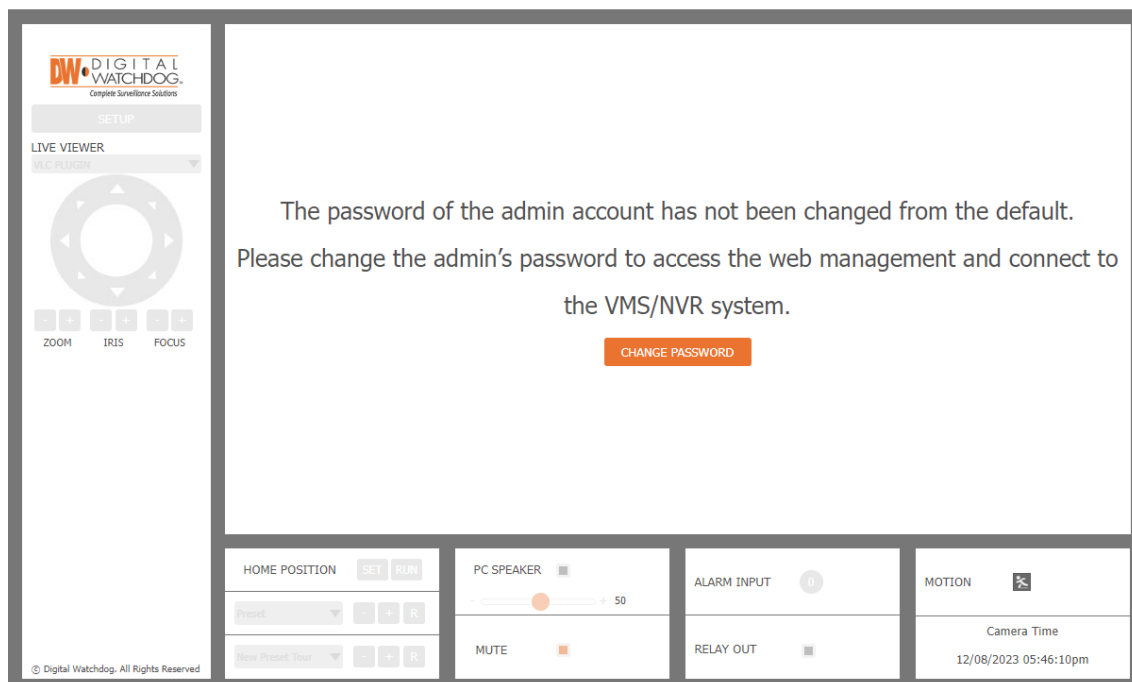 DW DIGITAL
WATCHDOG®
Complete Surveillance Solutions
SETUP
LIVE VIEWER
VLC PLUGIN
- + - + - +
ZOOM IRIS FOCUS
© Digital Watchdog. All Rights Reserved
The password of the admin account has not been changed from the default.
Please change the admin’s password to access the web management and connect to
the VMS/NVR system.
CHANGE PASSWORD
HOME POSITION SET RUN
Preset - + R
New Preset Tour - + R
PC SPEAKER
- + 50
MUTE
ALARM INPUT 0
RELAY OUT
MOTION
Camera Time
12/08/2023 05:46:10pm